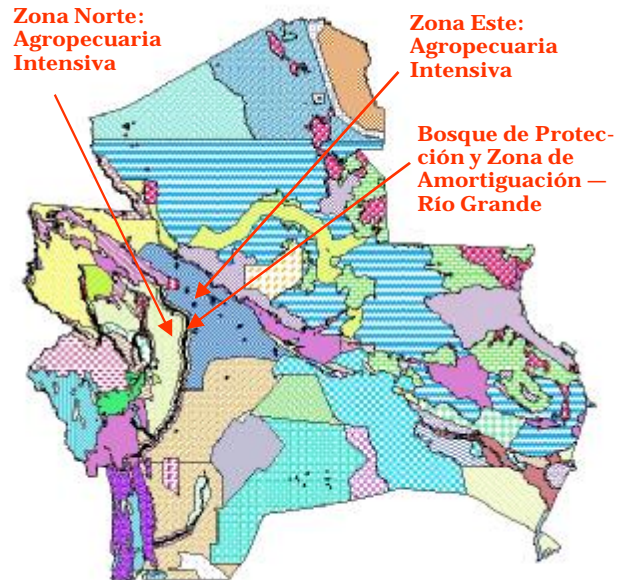 Zona Norte:
Agropecuaria
Intensiva
Zona Este:
Agropecuaria
Intensiva
Bosque de Protec-
ción y Zona de
Amortiguación —
Río Grande